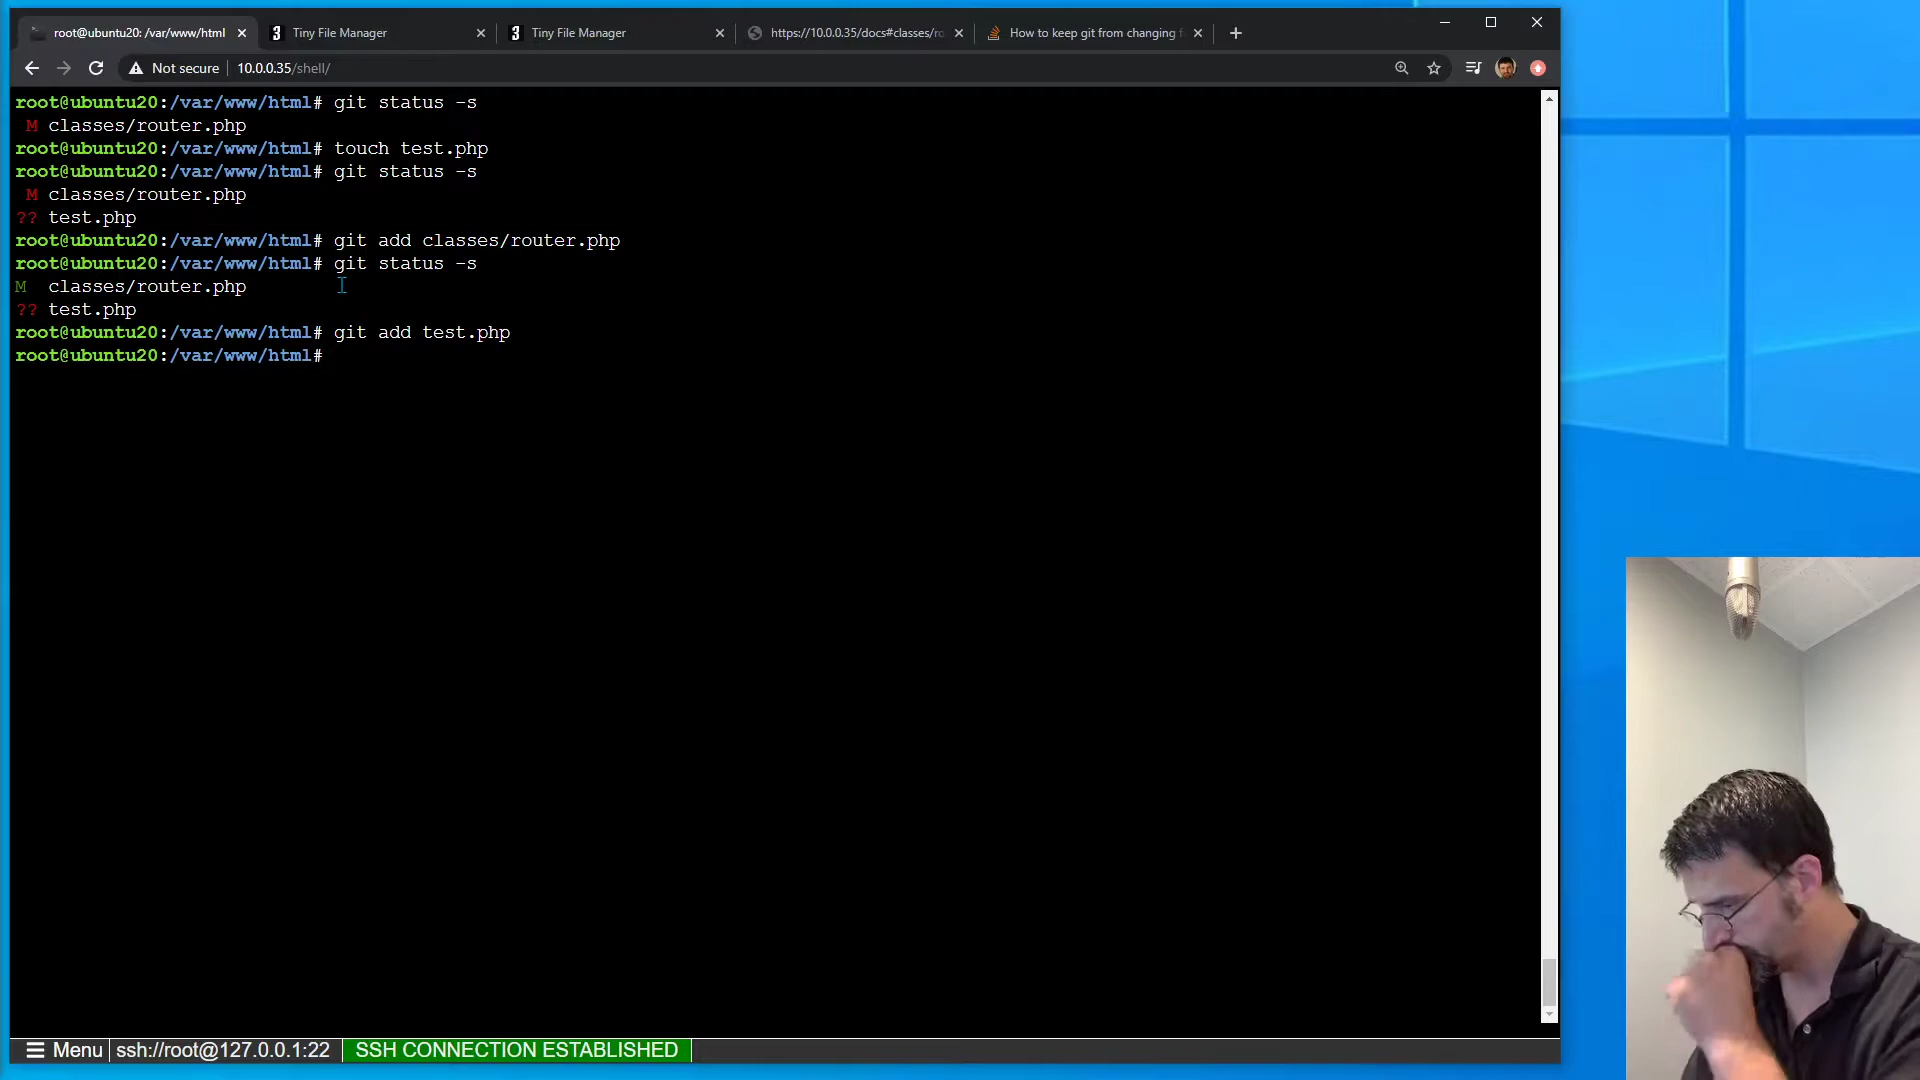 root@ubuntu20: /var/www/html
Tiny File Manager
Tiny File Manager
https://10.0.0.35/docs#classes/ro
How to keep git from changing f
Not secure
10.0.0.35/shell/
root@ubuntu20:/var/www/html# git status -s
 M classes/router.php
root@ubuntu20:/var/www/html# touch test.php
root@ubuntu20:/var/www/html# git status -s
 M classes/router.php
?? test.php
root@ubuntu20:/var/www/html# git add classes/router.php
root@ubuntu20:/var/www/html# git status -s
M  classes/router.php
?? test.php
root@ubuntu20:/var/www/html# git add test.php
root@ubuntu20:/var/www/html#
Menu ssh://root@127.0.0.1:22 SSH CONNECTION ESTABLISHED